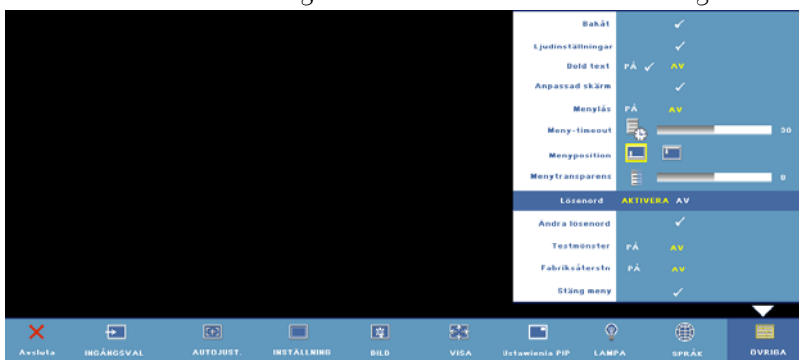 Bakåt
Ljudinställningar
Dold text PÅ AV
Anpassad skärm
Menylås PÅ AV
Meny-timeout 30
Menyposition
Menytransparens 0
Lösenord AKTIVERA AV
Ändra lösenord
Testmönster PÅ AV
Fabriksåterstn PÅ AV
Stäng meny
Avsluta INGÅNGSVAL AUTOJUST. INSTÄLLNING BILD VISA Ustawienia PIP LAMPA SPRÅK ÖVRIGA